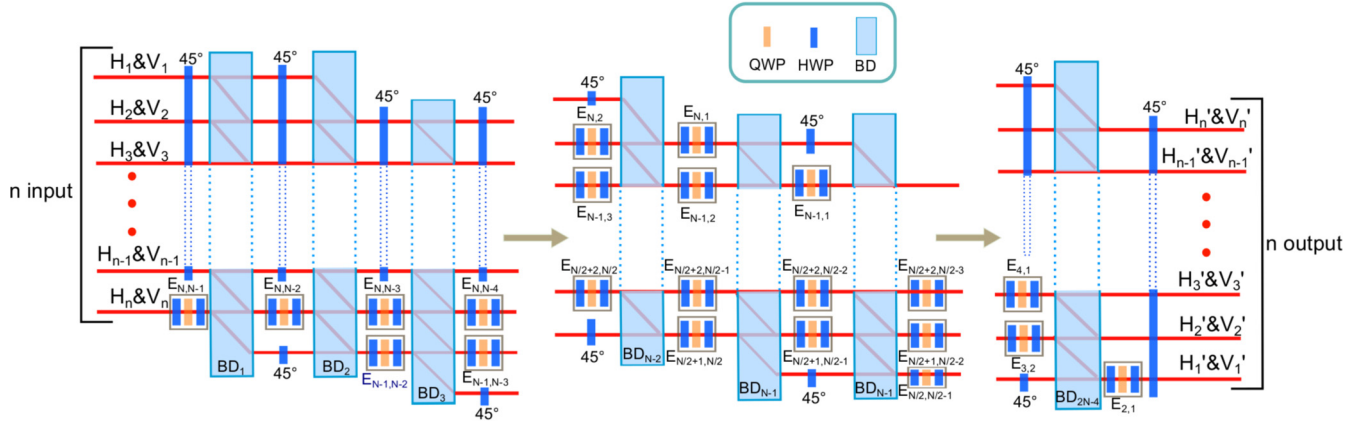 QWP HWP BD
n input
H₁&V₁
H₂&V₂
H₃&V₃
Hn-1&Vn-1
Hn&Vn
45°
45°
45°
45°
EN,N-1
EN,N-2
EN,N-3
EN,N-4
BD₁
45°
BD₂
EN-1,N-2
BD₃
EN-1,N-3
45°
45°
EN,2
EN,1
45°
EN-1,3
EN-1,2
EN-1,1
EN/2+2,N/2
EN/2+2,N/2-1
EN/2+2,N/2-2
EN/2+2,N/2-3
45°
BDN-2
EN/2+1,N/2
EN/2+1,N/2-1
EN/2+1,N/2-2
BDN-1
45°
BDN-1
EN/2,N/2-1
45°
45°
Hn'&Vn'
Hn-1'&Vn-1'
n output
E4,1
H₃'&V₃'
E3,2
H₂'&V₂'
H₁'&V₁'
45°
BD2N-4
E2,1